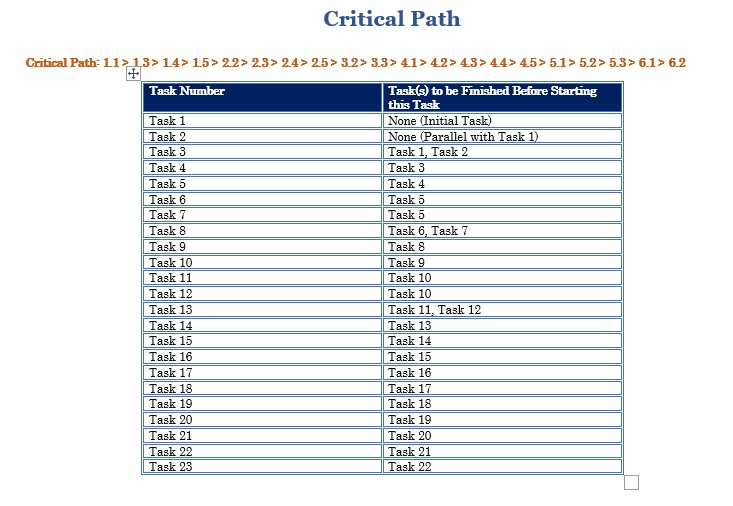 Critical Path
Critical Path: 1.1 > 1.3 > 1.4 > 1.5 > 2.2 > 2.3 > 2.4 > 2.5 > 3.2 > 3.3 > 4.1 > 4.2 > 4.3 > 4.4 > 4.5 > 5.1 > 5.2 > 5.3 > 6.1 > 6.2
Task Number Task(s) to be Finished Before Starting
this Task
Task 1 None (Initial Task)
Task 2 None (Parallel with Task 1)
Task 3 Task 1, Task 2
Task 4 Task 3
Task 5 Task 4
Task 6 Task 5
Task 7 Task 5
Task 8 Task 6, Task 7
Task 9 Task 8
Task 10 Task 9
Task 11 Task 10
Task 12 Task 10
Task 13 Task 11, Task 12
Task 14 Task 13
Task 15 Task 14
Task 16 Task 15
Task 17 Task 16
Task 18 Task 17
Task 19 Task 18
Task 20 Task 19
Task 21 Task 20
Task 22 Task 21
Task 23 Task 22